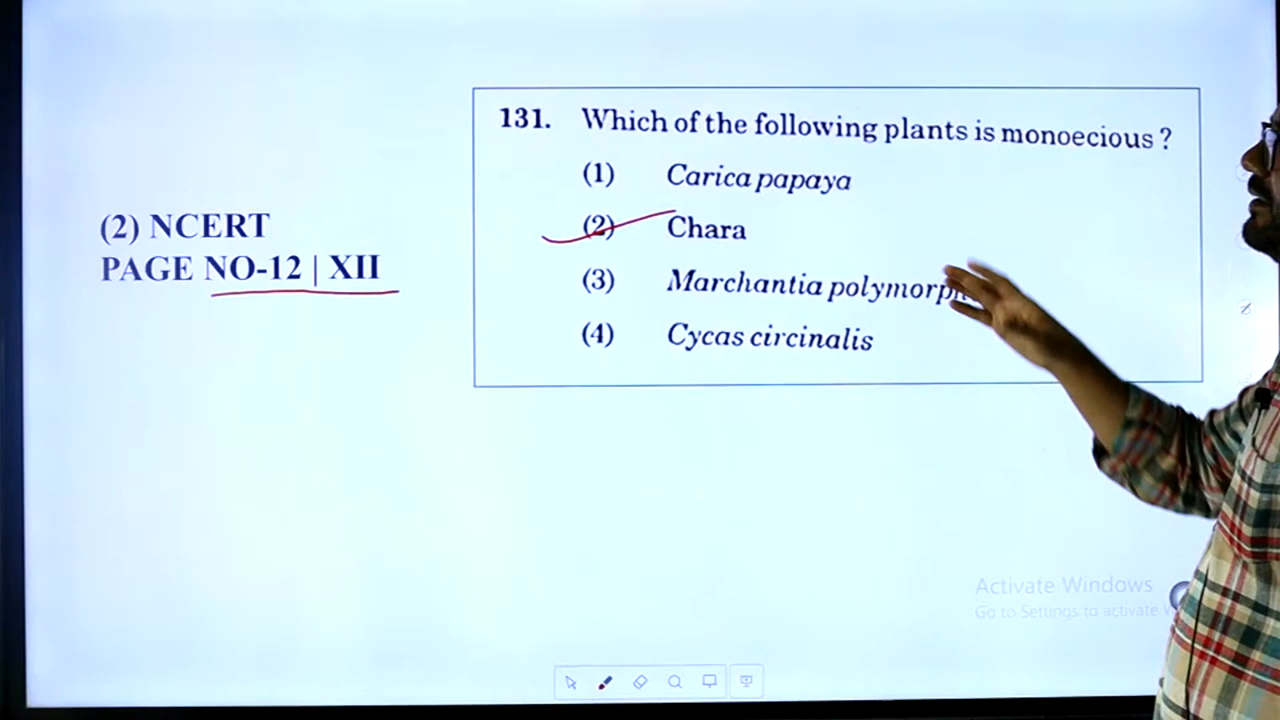 131. Which of the following plants is monoecious ?
(1) Carica papaya
(2) Chara
(3) Marchantia
(4) Cycas circinalis
(2) NCERT
PAGE NO-12 | XII
Activate Windows
Go to Settings to activate